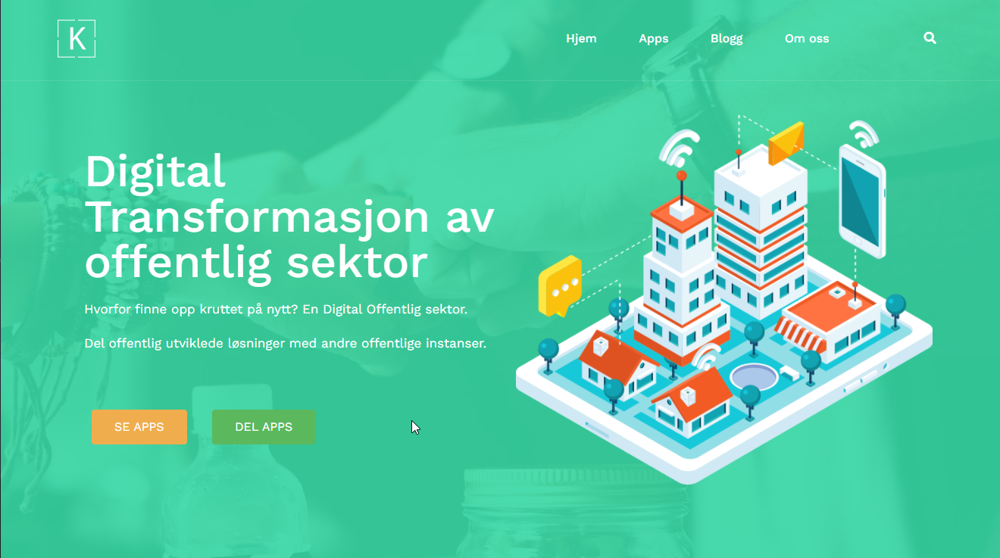 K
Hjem Apps Blogg Om oss
Digital
Transformasjon av
offentlig sektor
Hvorfor finne opp kruttet på nytt? En Digital Offentlig sektor.
Del offentlig utviklede løsninger med andre offentlige instanser.
SE APPS DEL APPS